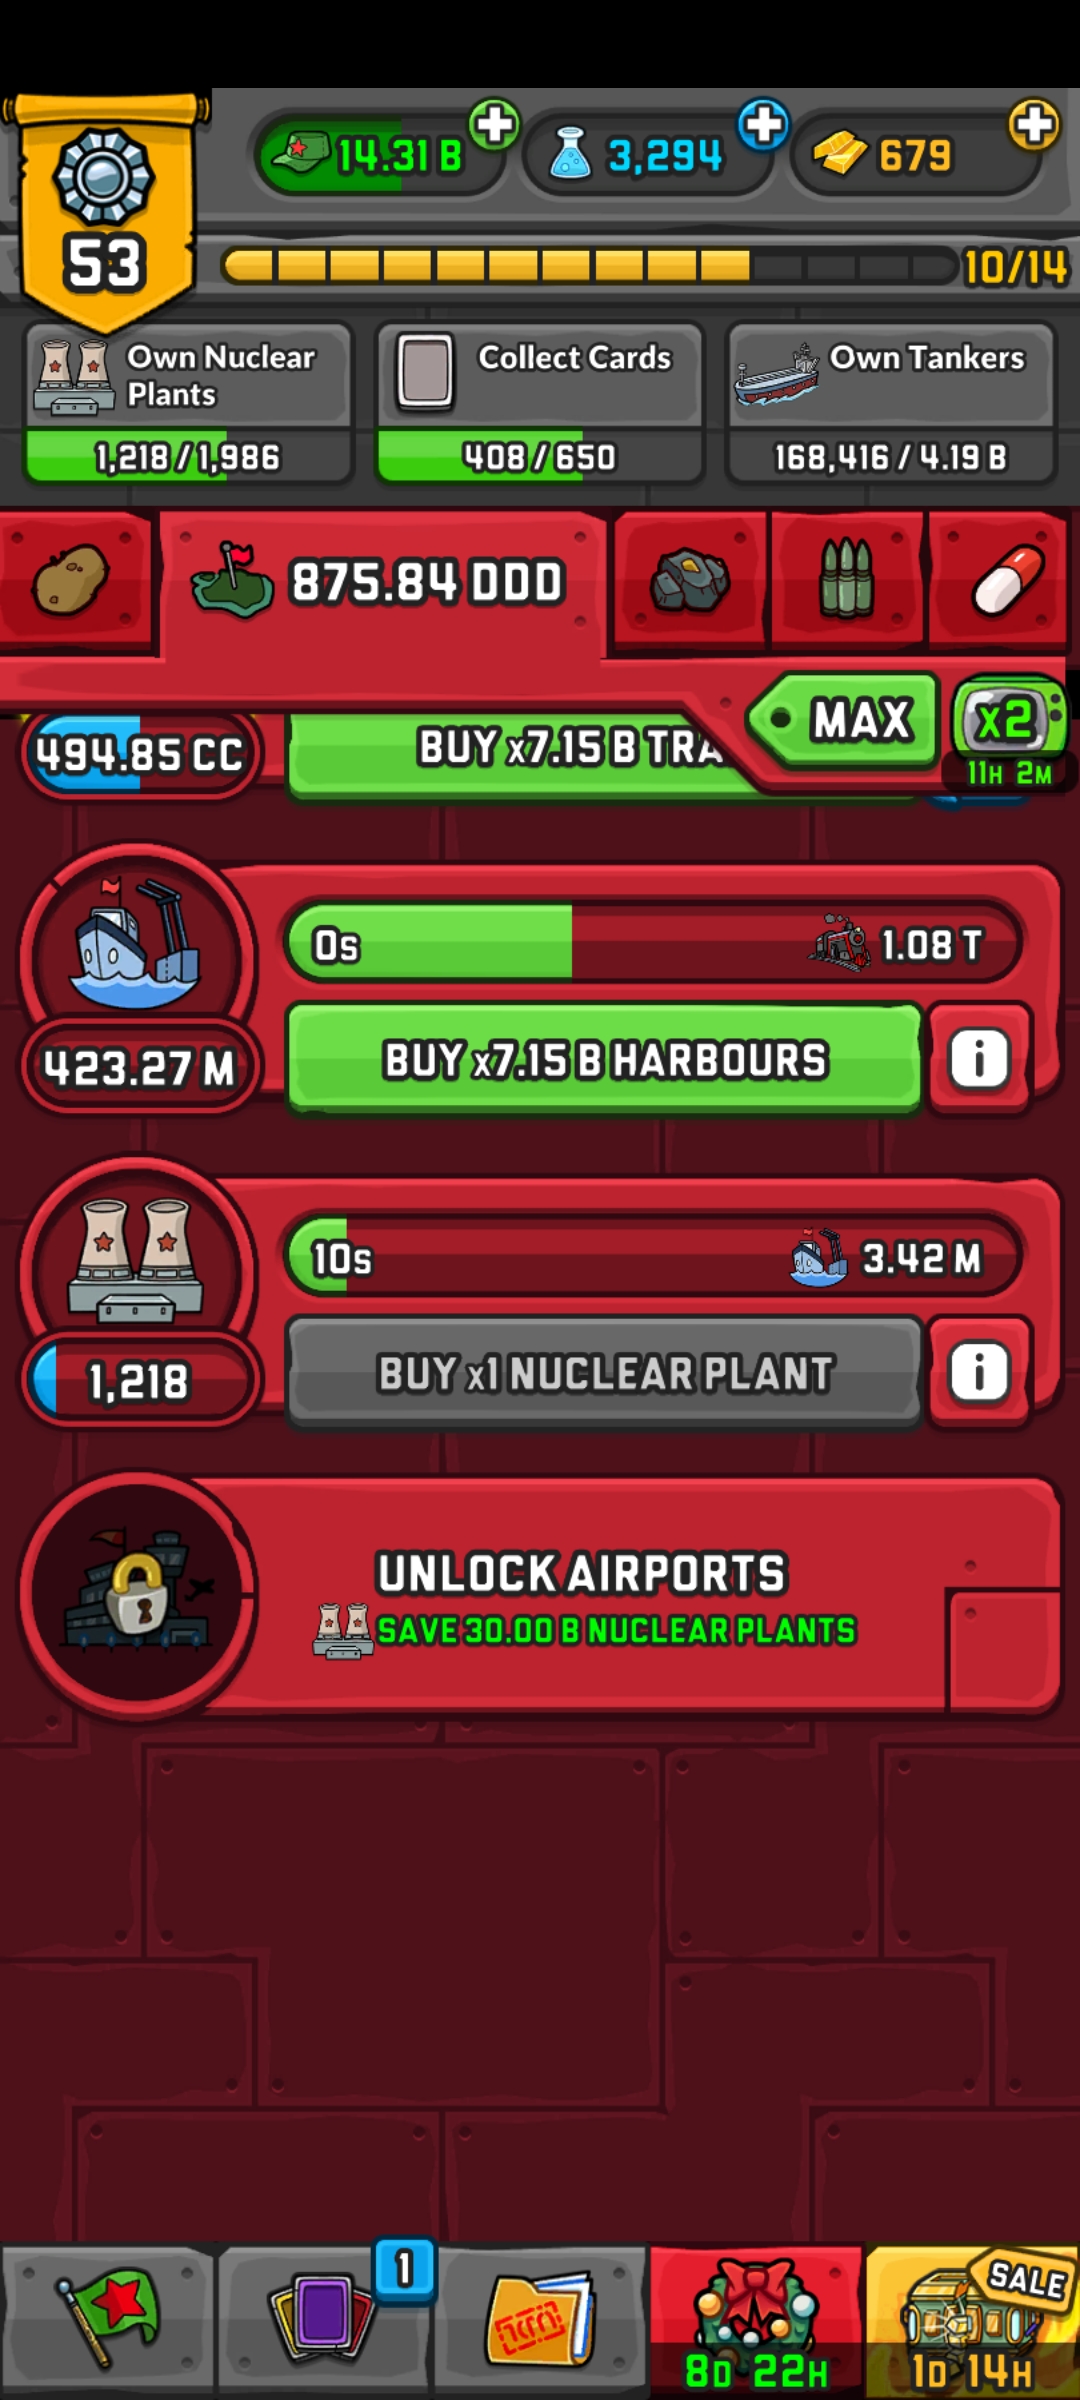 14.31 B
3,294
679
53
10/14
Own Nuclear
Plants
Collect Cards
Own Tankers
1,218 / 1,986
408 / 650
168,416 / 4.19 B
875.84 DDD
MAX
x2
11H 2M
494.85 CC
BUY x7.15 B TRA
0s
1.08 T
423.27 M
BUY x7.15 B HARBOURS
i
10s
3.42 M
1,218
BUY x1 NUCLEAR PLANT
i
UNLOCK AIRPORTS
SAVE 30.00 B NUCLEAR PLANTS
1
SALE
8D 22H
1D 14H